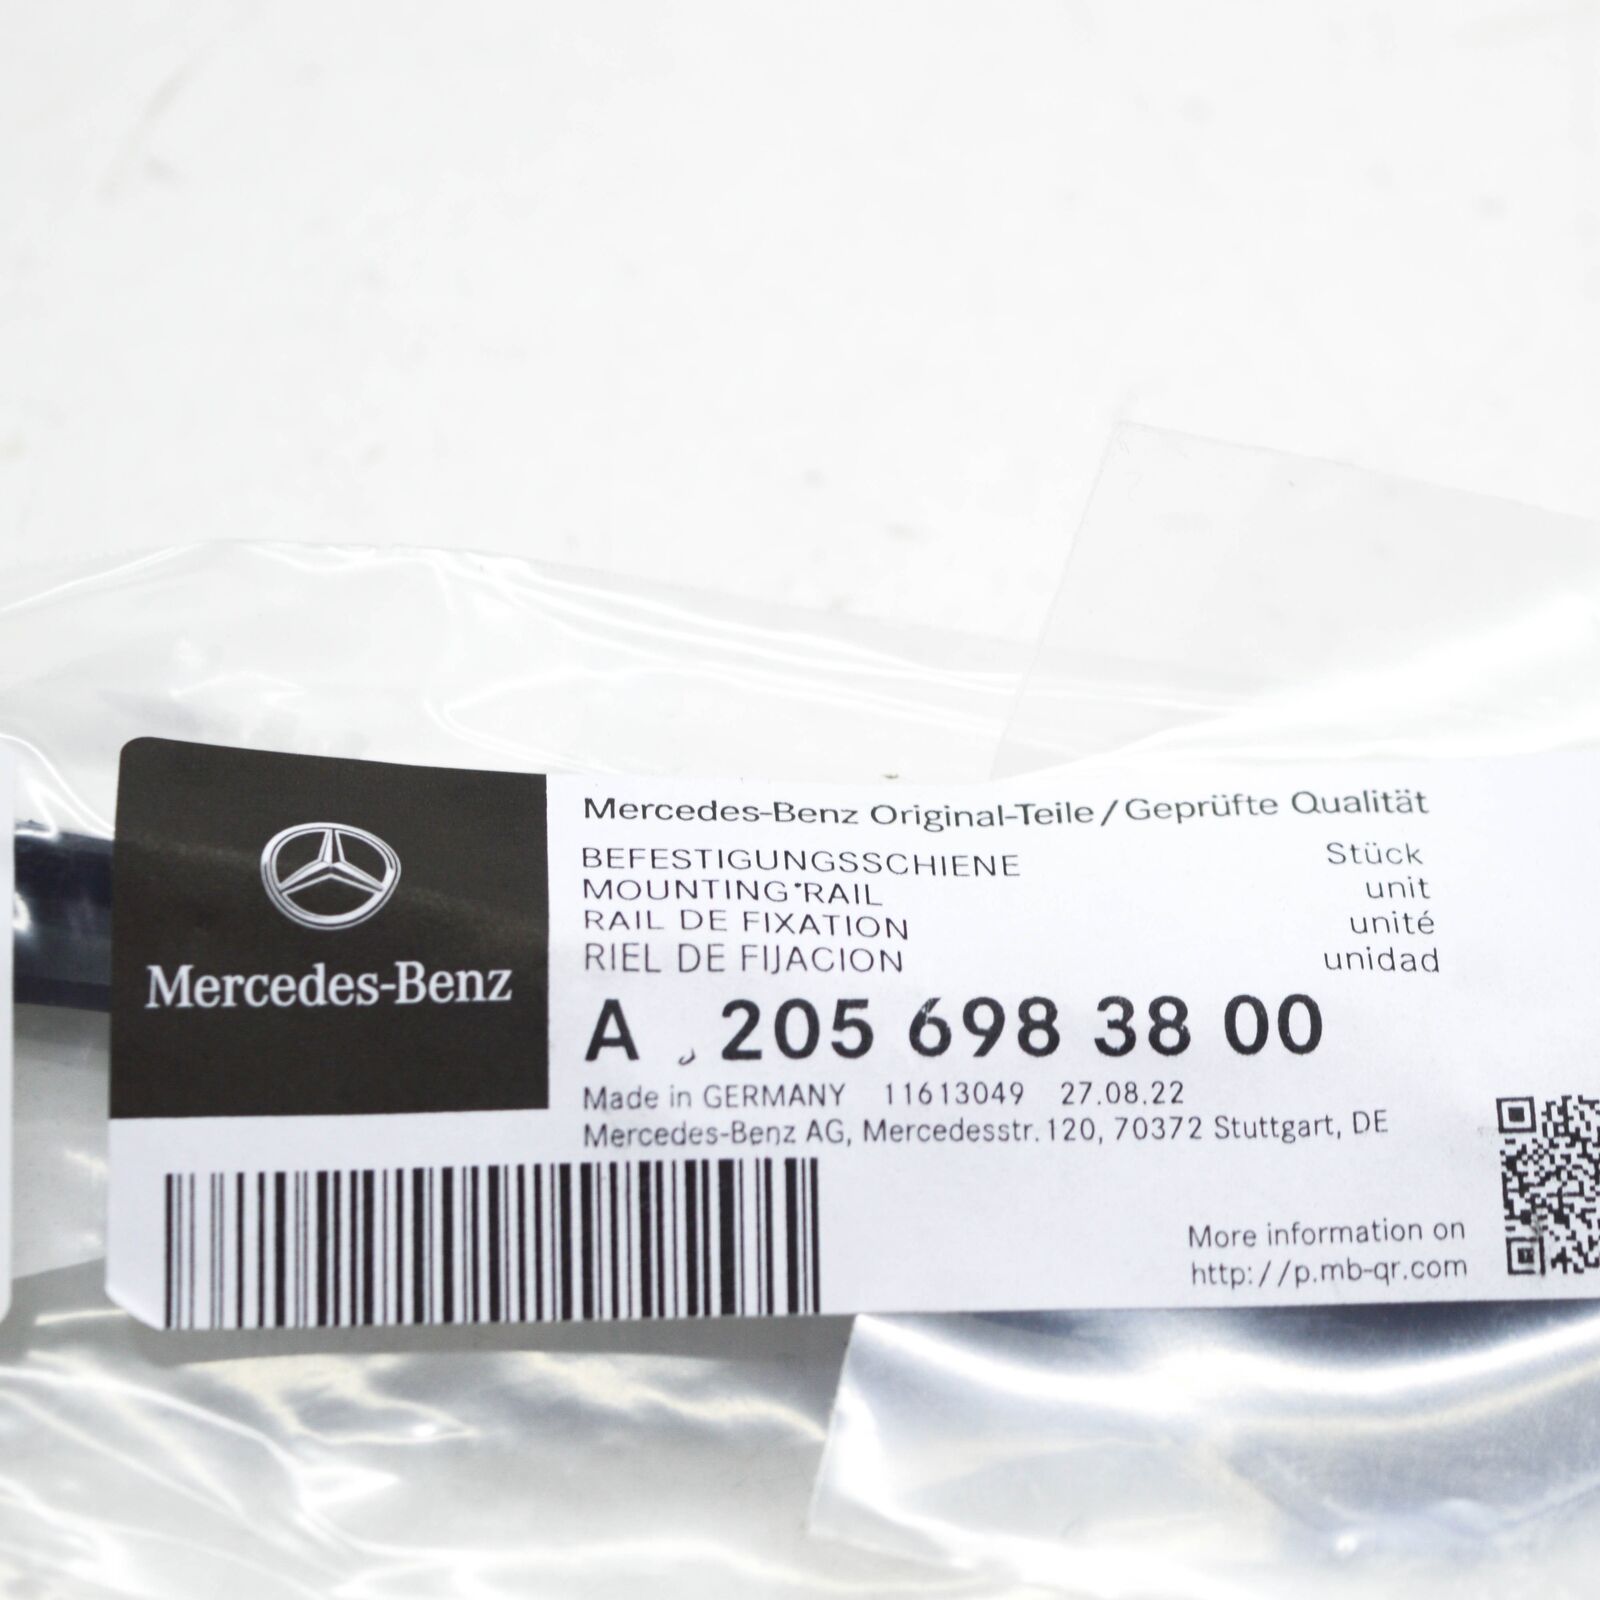 Mercedes-Benz
Mercedes-Benz Original-Teile / Geprüfte Qualität
BEFESTIGUNGSSCHIENE Stück
MOUNTING RAIL unit
RAIL DE FIXATION unité
RIEL DE FIJACION unidad
A 205 698 38 00
Made in GERMANY 11613049 27.08.22
Mercedes-Benz AG, Mercedesstr. 120, 70372 Stuttgart, DE
More information on
http://p.mb-qr.com